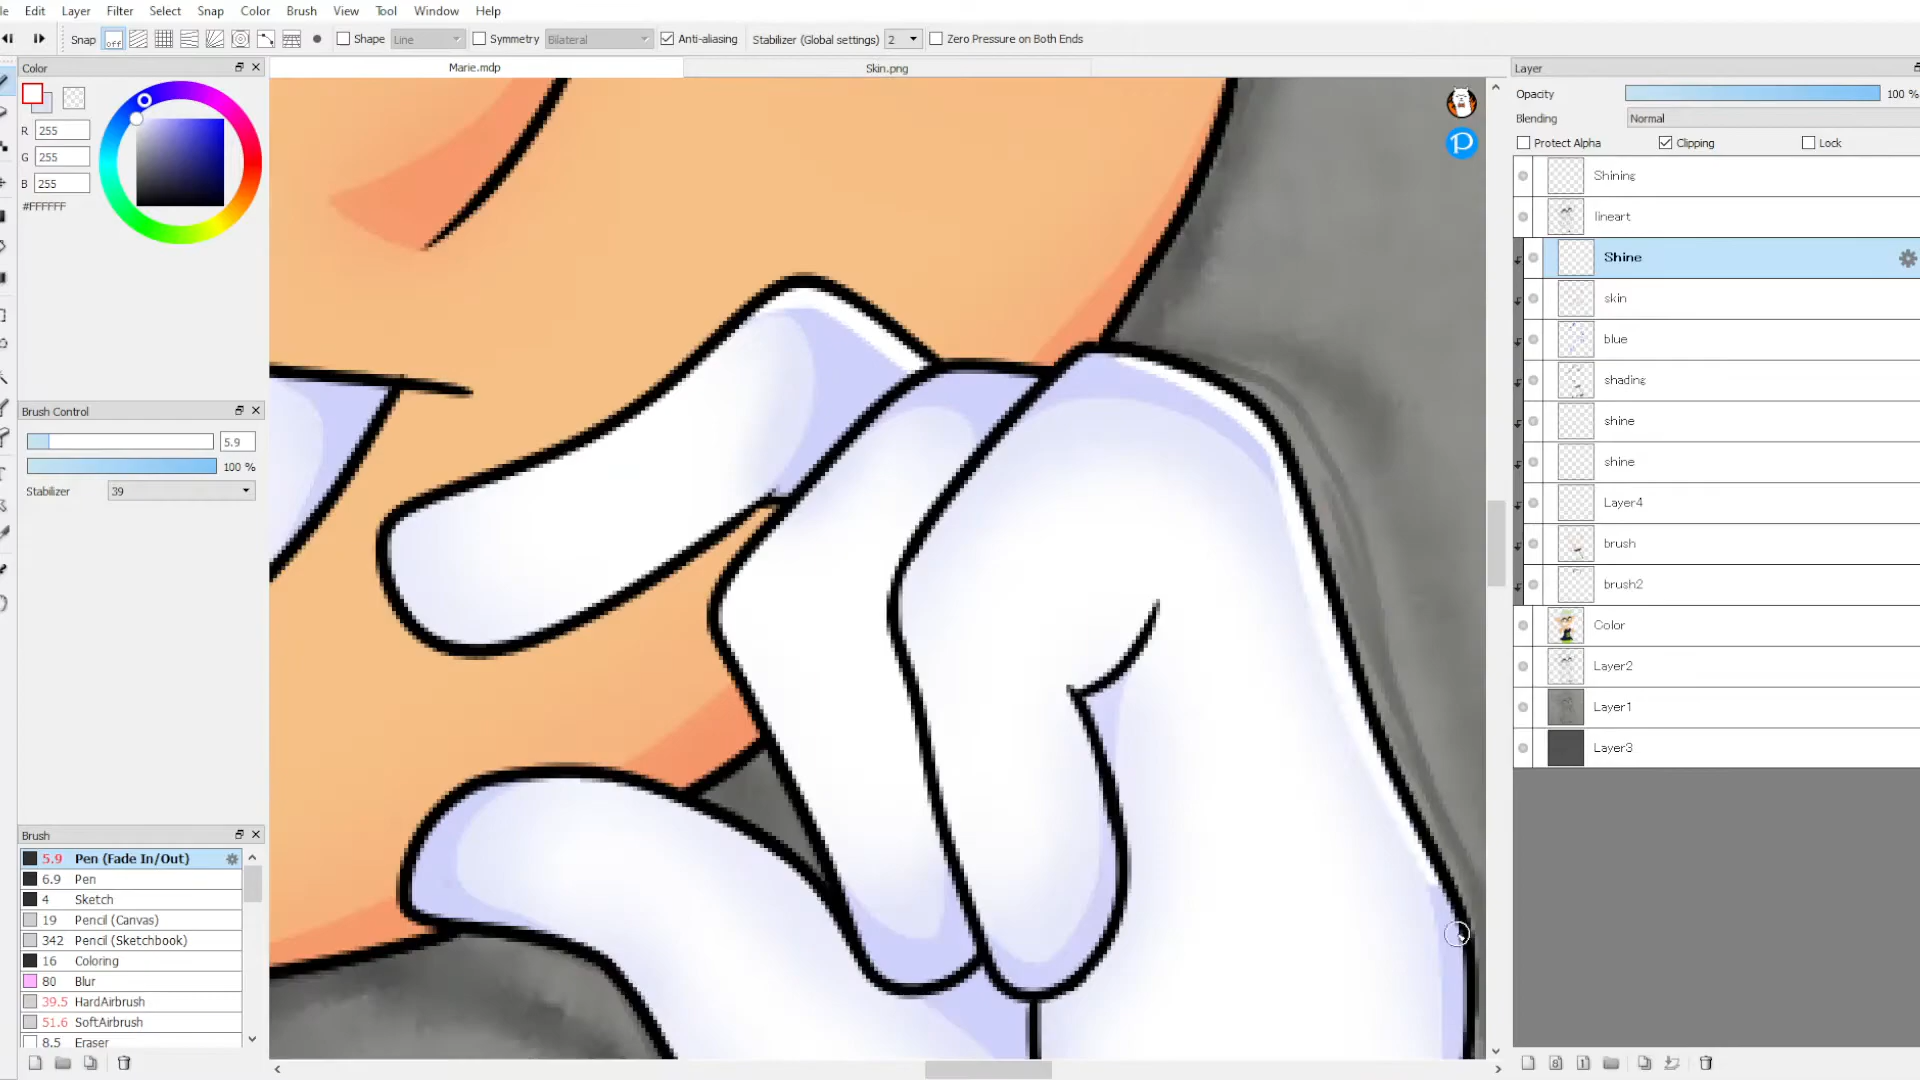 le Edit Layer Filter Select Snap Color Brush View Tool Window Help
Snap off Shape Line Symmetry Bilateral Anti-aliasing Stabilizer (Global settings) 2 Zero Pressure on Both Ends
Color
Marie.mdp
Skin.png
Layer
R 255
G 255
B 255
#FFFFFF
Opacity 100 %
Blending Normal
Protect Alpha Clipping Lock
Shining
lineart
Shine
skin
blue
shading
shine
shine
Layer4
brush
brush2
Color
Layer2
Layer1
Layer3
Brush Control
5.9
100 %
Stabilizer 39
Brush
5.9 Pen (Fade In/Out)
6.9 Pen
4 Sketch
19 Pencil (Canvas)
342 Pencil (Sketchbook)
16 Coloring
80 Blur
39.5 HardAirbrush
51.6 SoftAirbrush
8.5 Eraser